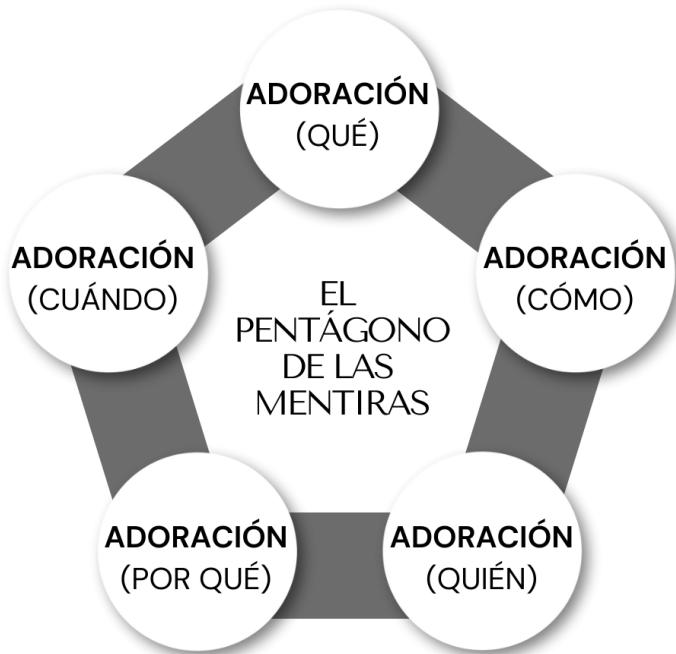 ADORACIÓN
(QUÉ)
ADORACIÓN
(CUÁNDO)
ADORACIÓN
(CÓMO)
EL
PENTÁGONO
DE LAS
MENTIRAS
ADORACIÓN
(POR QUÉ)
ADORACIÓN
(QUIÉN)